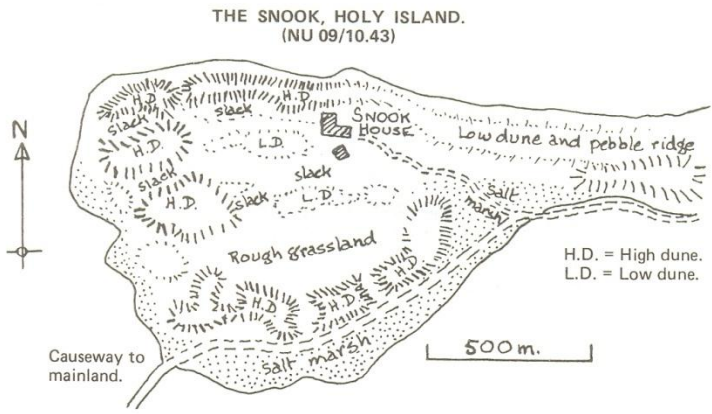 THE SNOOK, HOLY ISLAND.
(NU 09/10.43)
N
H.D
H.D
slack
slack
SNOOK
HOUSE
Low dune and pebble ridge
H.D.
L.D.
slack
slack
salt
marsh
H.D.
slack
L.D
Rough grassland
H.D.
H.D.
H.D.
H.D. = High dune.
L.D. = Low dune.
Causeway to
mainland.
salt marsh
500m.